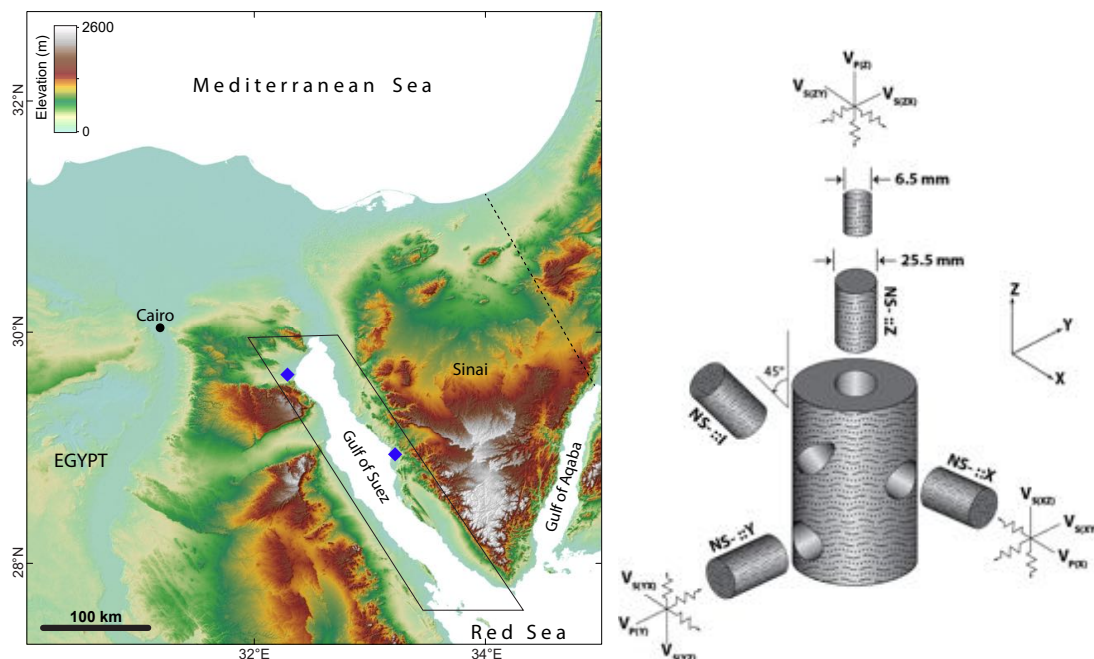 Elevation (m)
2600
0
Mediterranean Sea
32°N
30°N
28°N
Cairo
Sinai
EGYPT
Gulf of Suez
Gulf of Aqaba
100 km
Red Sea
32°E
34°E
VP(Z)
VS(ZY)
VS(ZX)
6.5 mm
25.5 mm
NS-::Z
Z
Y
X
45°
NS-::I
NS-::X
VS(XZ)
VS(XY
VP(X)
NS-::Y
VS(YX)
VP(Y)
VS(YZ)